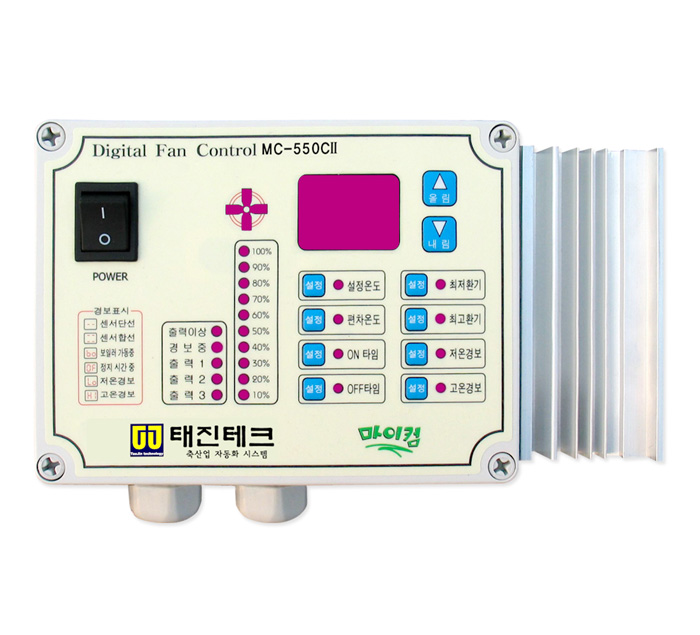 Digital Fan Control MC-550CⅡ
I
O
POWER
올림
내림
100%
90%
80%
70%
60%
50%
40%
30%
20%
10%
경보표시
센서단선
센서합선
bo 보일러 가동중
OF 정지 시간 중
Lo 저온경보
Hi 고온경보
출력이상
경보중
출력 1
출력 2
출력 3
설정 설정온도
설정 최저환기
설정 편차온도
설정 최고환기
설정 ON 타임
설정 저온경보
설정 OFF타임
설정 고온경보
TaeJin technology
태진테크
축산업 자동화 시스템
마이컴